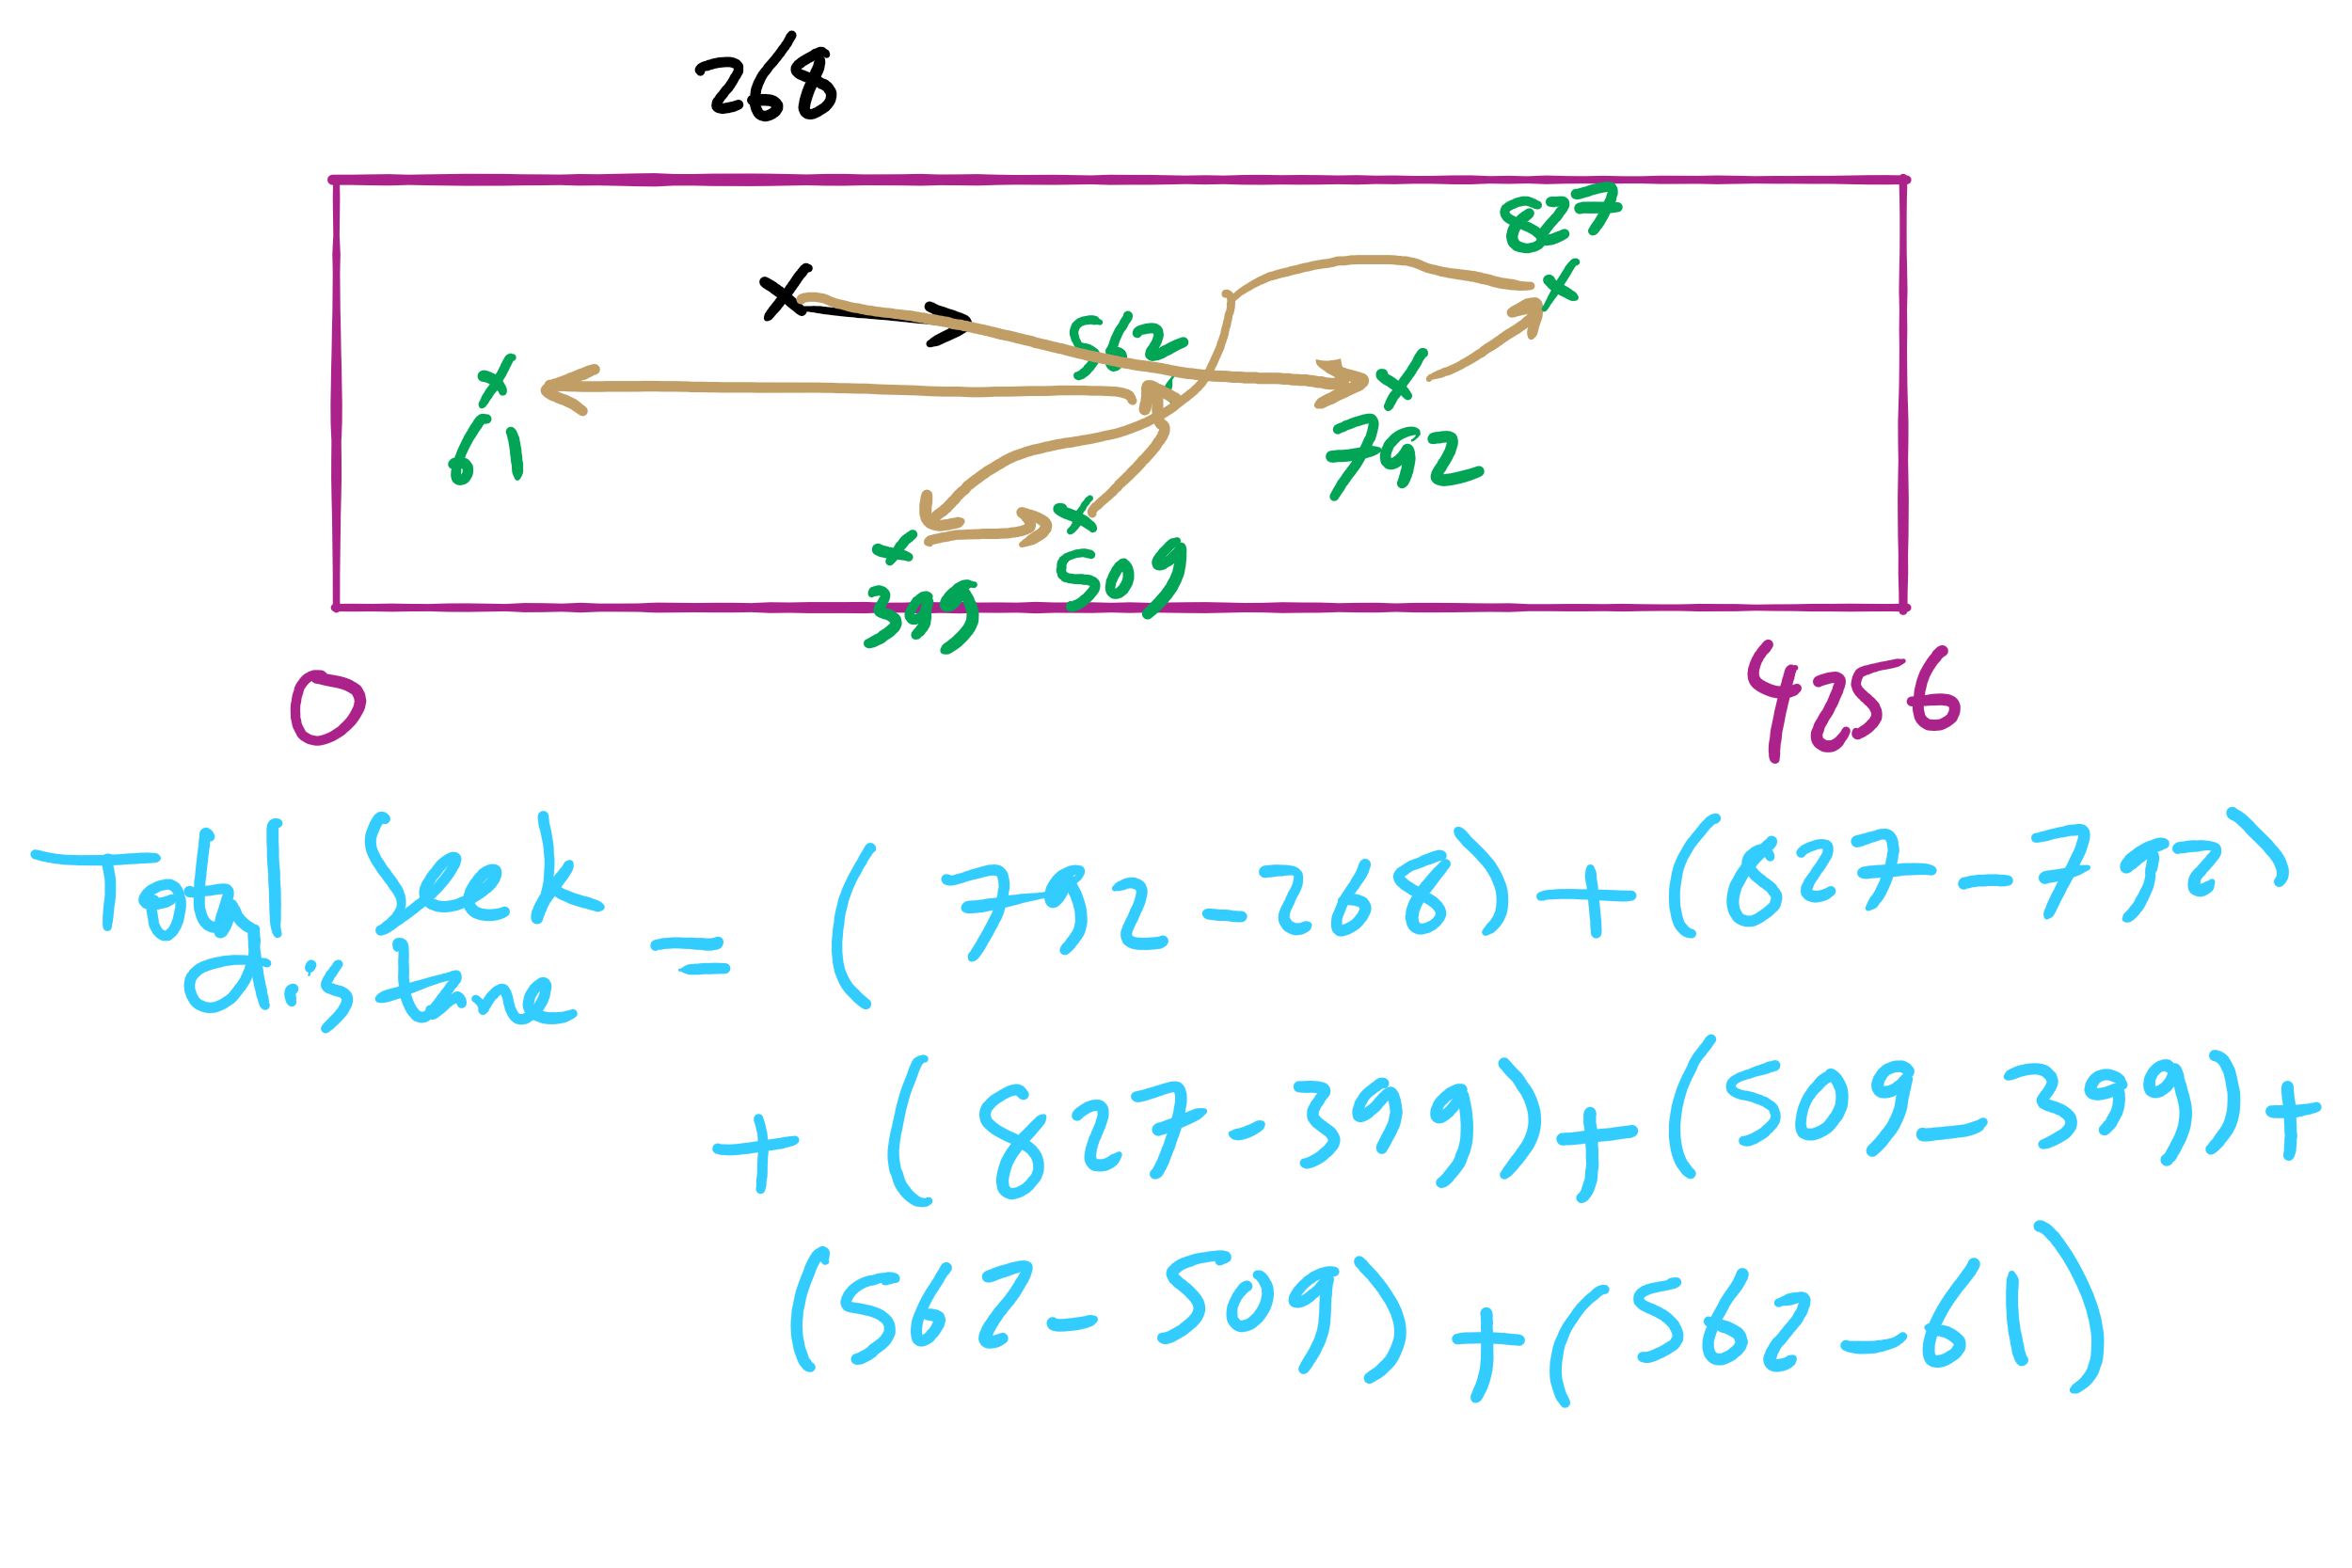 268
827
562
61
792
509
399
0
4256
Total Seek
distane = (792-268) + (827-792)
+ (827-399) + (509-399) +
(562-509) + (562-61)